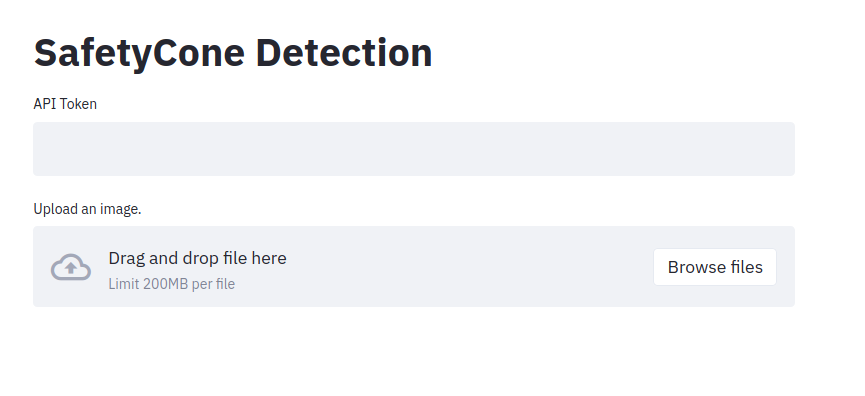 SafetyCone Detection
API Token
Upload an image.
Drag and drop file here
Limit 200MB per file
Browse files